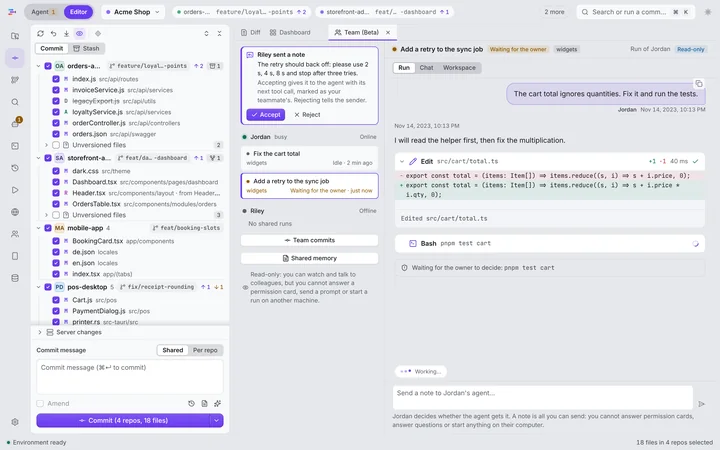 Agent 1 Editor
Acme Shop
orders-... feature/loyal...-points ↑ 2
storefront-ad... feat/...-dashboard ↑ 1
2 more
Search or run a comm... ⌘ K
Commit Stash
OA orders-a... feature/loyal...-points ↑ 2 1
M index.js src/api/routes
M invoiceService.js src/api/services
D legacyExport.js src/api/utils
A loyaltyService.js src/api/services
M orderController.js src/api/controllers
M orders.json src/api/swagger
Unversioned files 2
SA storefront-a... feat/da...-dashboard ↑ 1 1
M dark.css src/theme
M Dashboard.tsx src/components/pages/dashboard
R Header.tsx src/components/layout · from Header...
M OrdersTable.tsx src/components/modules/orders
Unversioned files 3
MA mobile-app 4 feat/booking-slots
M BookingCard.tsx app/components
M de.json locales
M en.json locales
M index.tsx app/(tabs)
PD pos-desktop 5 fix/receipt-rounding ↑ 1 ↓ 1
M Cart.js src/pos
M PaymentDialog.js src/pos
M printer.rs src-tauri/src
Server changes
Commit message Shared Per repo
Commit message (⌘↵ to commit)
Amend
Commit (4 repos, 18 files)
Environment ready
Diff Dashboard Team (Beta)
Riley sent a note
The retry should back off: please use 2 s, 4 s, 8 s and stop after three tries.
Accepting gives it to the agent with its next tool call, marked as your teammate's. Rejecting tells the sender.
Accept Reject
Jordan busy Online
Fix the cart total
widgets Idle · 2 min ago
Add a retry to the sync job
widgets Waiting for the owner · just now
Riley Offline
No shared runs
Team commits
Shared memory
Read-only: you can watch and talk to colleagues, but you cannot answer a permission card, send a prompt or start a run on another machine.
Add a retry to the sync job Waiting for the owner widgets Run of Jordan Read-only
Run Chat Workspace
The cart total ignores quantities. Fix it and run the tests.
Jordan Nov 14, 2023, 10:13 PM
Nov 14, 2023, 10:13 PM
I will read the helper first, then fix the multiplication.
Edit src/cart/total.ts +1 -1 40 ms
- export const total = (items: Item[]) => items.reduce((s, i) => s + i.price, 0);
+ export const total = (items: Item[]) => items.reduce((s, i) => s + i.price * i.qty, 0);
Edited src/cart/total.ts
Bash pnpm test cart
Waiting for the owner to decide: pnpm test cart
Working...
Send a note to Jordan's agent...
Jordan decides whether the agent gets it. A note is all you can send: you cannot answer permission cards, answer questions or start anything on their computer.
18 files in 4 repos selected